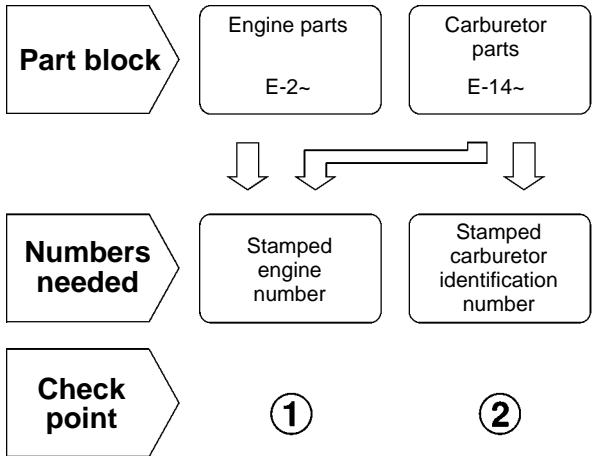 Part block
Engine parts
E-2~
Carburetor
parts
E-14~
Numbers
needed
Stamped
engine
number
Stamped
carburetor
identification
number
Check
point
①
②